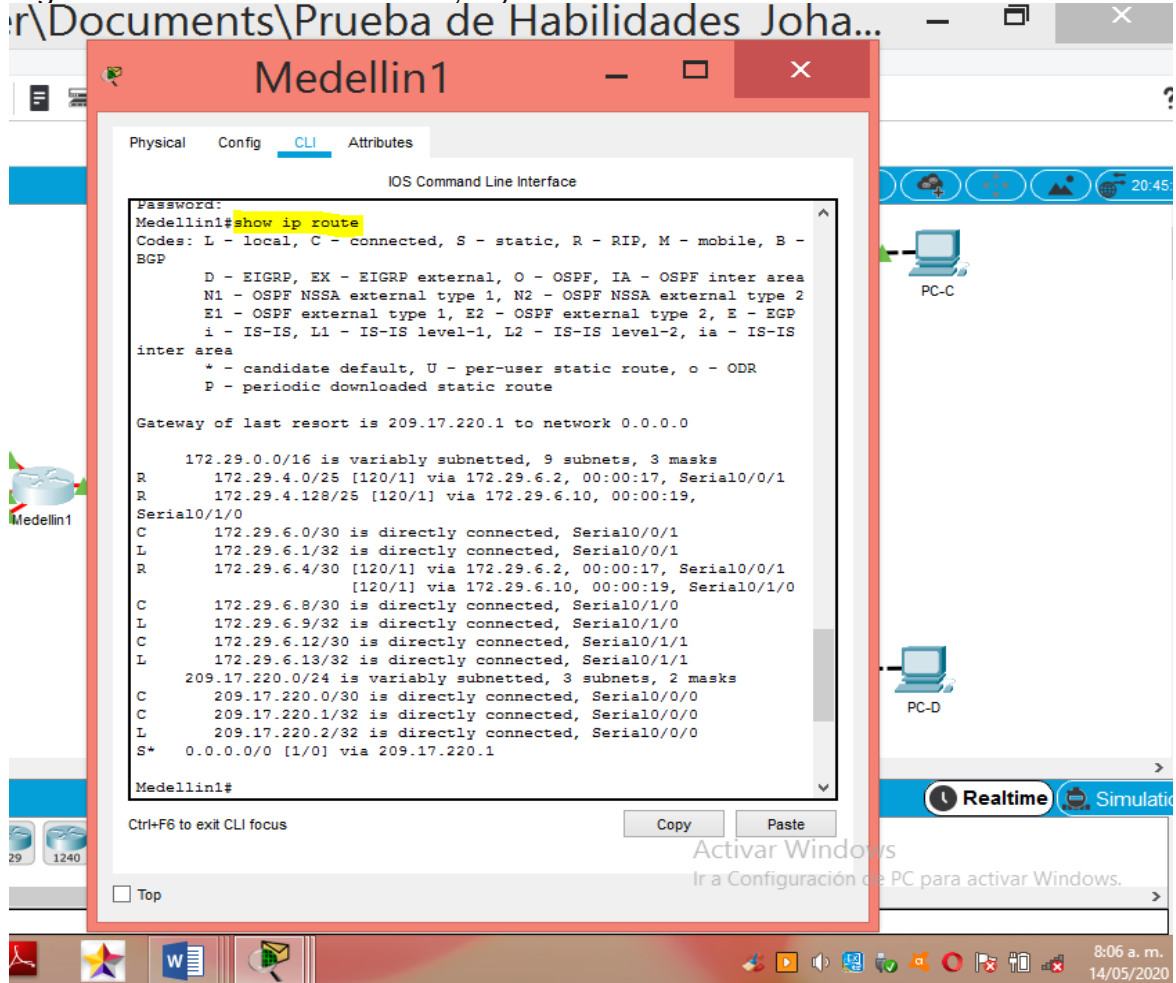 r\Documents\Prueba de Habilidades Joha...
Medellin1
Physical Config CLI Attributes
IOS Command Line Interface
Password:
Medellin1#show ip route
Codes: L - local, C - connected, S - static, R - RIP, M - mobile, B -
BGP
D - EIGRP, EX - EIGRP external, O - OSPF, IA - OSPF inter area
N1 - OSPF NSSA external type 1, N2 - OSPF NSSA external type 2
E1 - OSPF external type 1, E2 - OSPF external type 2, E - EGP
i - IS-IS, L1 - IS-IS level-1, L2 - IS-IS level-2, ia - IS-IS
inter area
* - candidate default, U - per-user static route, o - ODR
P - periodic downloaded static route
Gateway of last resort is 209.17.220.1 to network 0.0.0.0
172.29.0.0/16 is variably subnetted, 9 subnets, 3 masks
R 172.29.4.0/25 [120/1] via 172.29.6.2, 00:00:17, Serial0/0/1
R 172.29.4.128/25 [120/1] via 172.29.6.10, 00:00:19,
Serial0/1/0
C 172.29.6.0/30 is directly connected, Serial0/0/1
L 172.29.6.1/32 is directly connected, Serial0/0/1
R 172.29.6.4/30 [120/1] via 172.29.6.2, 00:00:17, Serial0/0/1
[120/1] via 172.29.6.10, 00:00:19, Serial0/1/0
C 172.29.6.8/30 is directly connected, Serial0/1/0
L 172.29.6.9/32 is directly connected, Serial0/1/0
C 172.29.6.12/30 is directly connected, Serial0/1/1
L 172.29.6.13/32 is directly connected, Serial0/1/1
209.17.220.0/24 is variably subnetted, 3 subnets, 2 masks
C 209.17.220.0/30 is directly connected, Serial0/0/0
C 209.17.220.1/32 is directly connected, Serial0/0/0
L 209.17.220.2/32 is directly connected, Serial0/0/0
S* 0.0.0.0/0 [1/0] via 209.17.220.1
Medellin1#
Ctrl+F6 to exit CLI focus
Copy Paste
Top
Medellin1
20:45:
PC-C
PC-D
Realtime Simulatio
29 1240
Activar Windows
Ir a Configuración de PC para activar Windows.
8:06 a. m.
14/05/2020